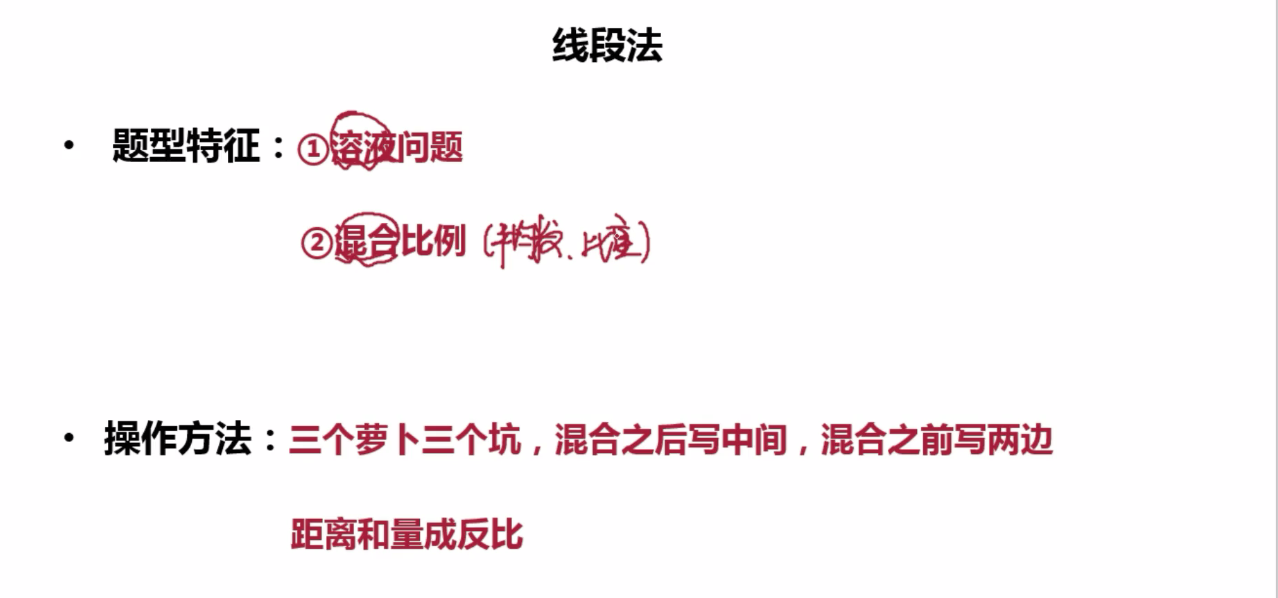 线段法
• 题型特征：①溶液问题
②混合比例（平均数、比重）
• 操作方法：三个萝卜三个坑，混合之后写中间，混合之前写两边
距离和量成反比